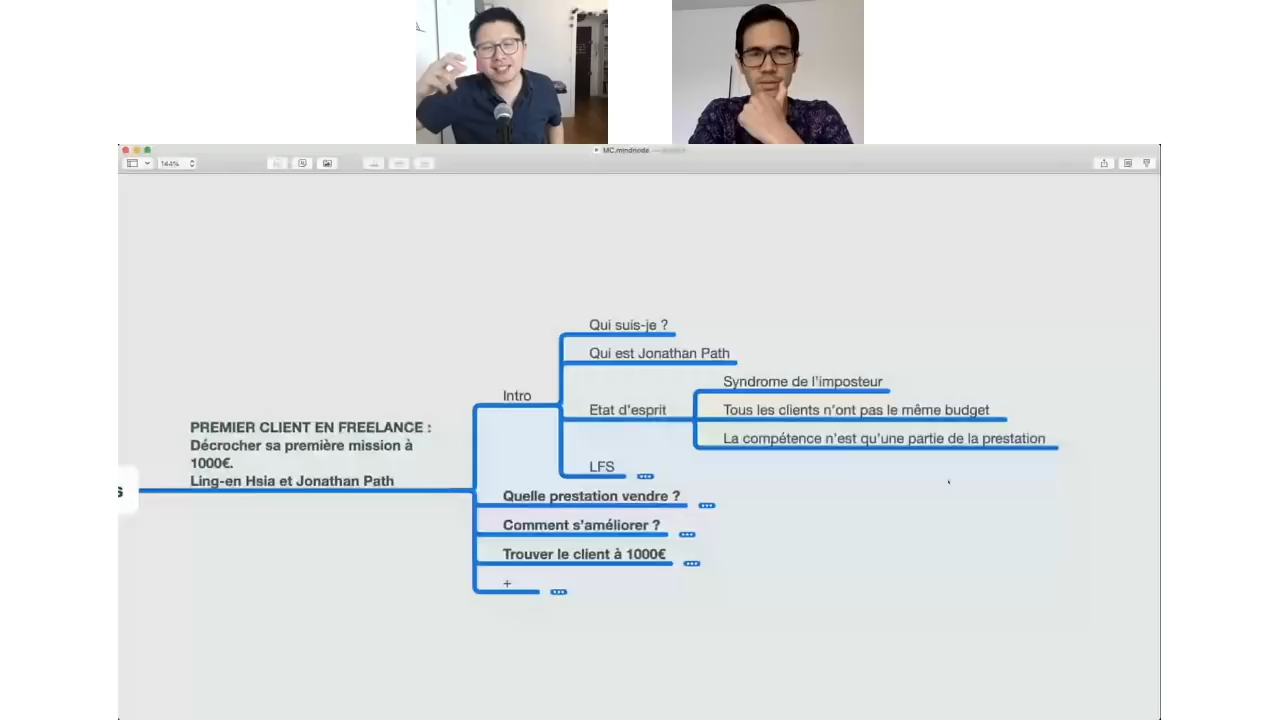 MC.mindnode
144%
Qui suis-je ?
Qui est Jonathan Path
Syndrome de l'imposteur
Intro
Etat d'esprit
Tous les clients n'ont pas le même budget
PREMIER CLIENT EN FREELANCE :
Décrocher sa première mission à
1000€.
Ling-en Hsia et Jonathan Path
La compétence n'est qu'une partie de la prestation
LFS
s
Quelle prestation vendre ?
Comment s'améliorer ?
Trouver le client à 1000€
+